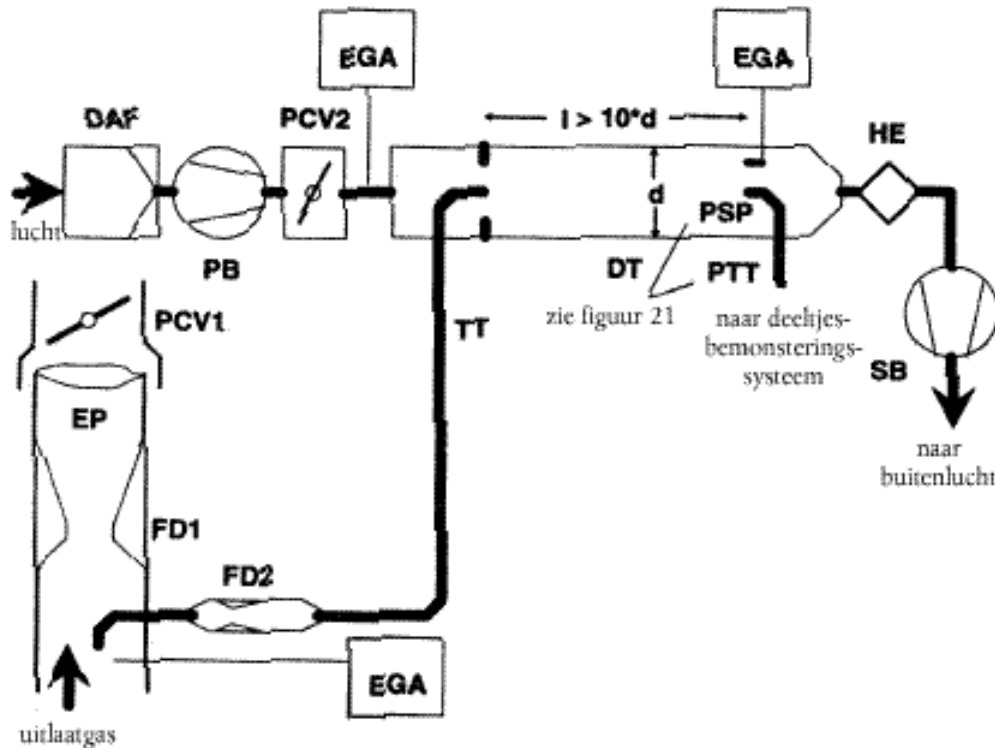 EGA
EGA
DAF
PCV2
l > 10*d
HE
lucht
d
PSP
PB
DT
PTT
PCV1
TT
zie figuur 21
naar deeltjes-
bemonsterings-
systeem
SB
EP
naar
buitenlucht
FD1
FD2
EGA
uitlaatgas